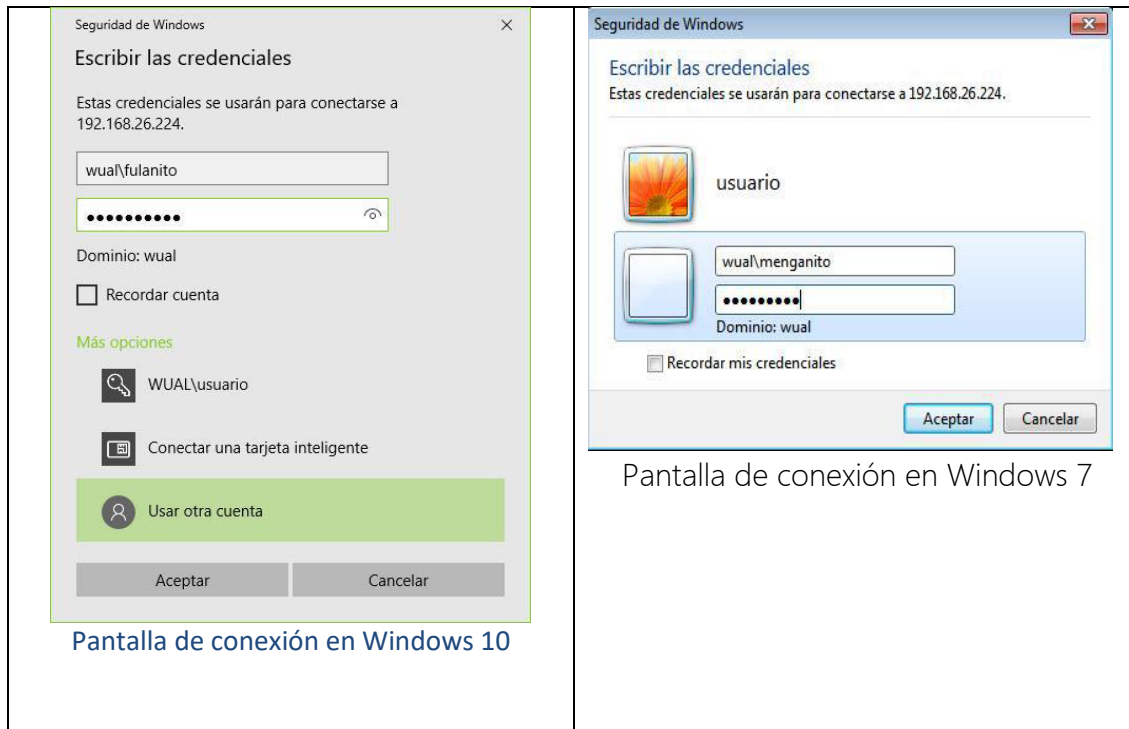 Seguridad de Windows
Escribir las credenciales
Estas credenciales se usarán para conectarse a
192.168.26.224.
wual\fulanito
••••••••••
Dominio: wual
Recordar cuenta
Más opciones
WUAL\usuario
Conectar una tarjeta inteligente
Usar otra cuenta
Aceptar Cancelar
Pantalla de conexión en Windows 10
Seguridad de Windows
Escribir las credenciales
Estas credenciales se usarán para conectarse a 192.168.26.224.
usuario
wual\menganito
•••••••••
Dominio: wual
Recordar mis credenciales
Aceptar Cancelar
Pantalla de conexión en Windows 7